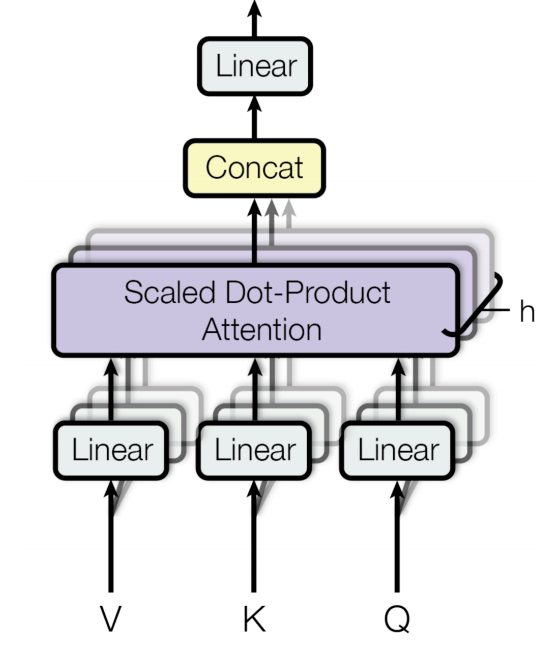 Linear
Concat
Scaled Dot-Product
Attention
h
Linear Linear Linear
V K Q